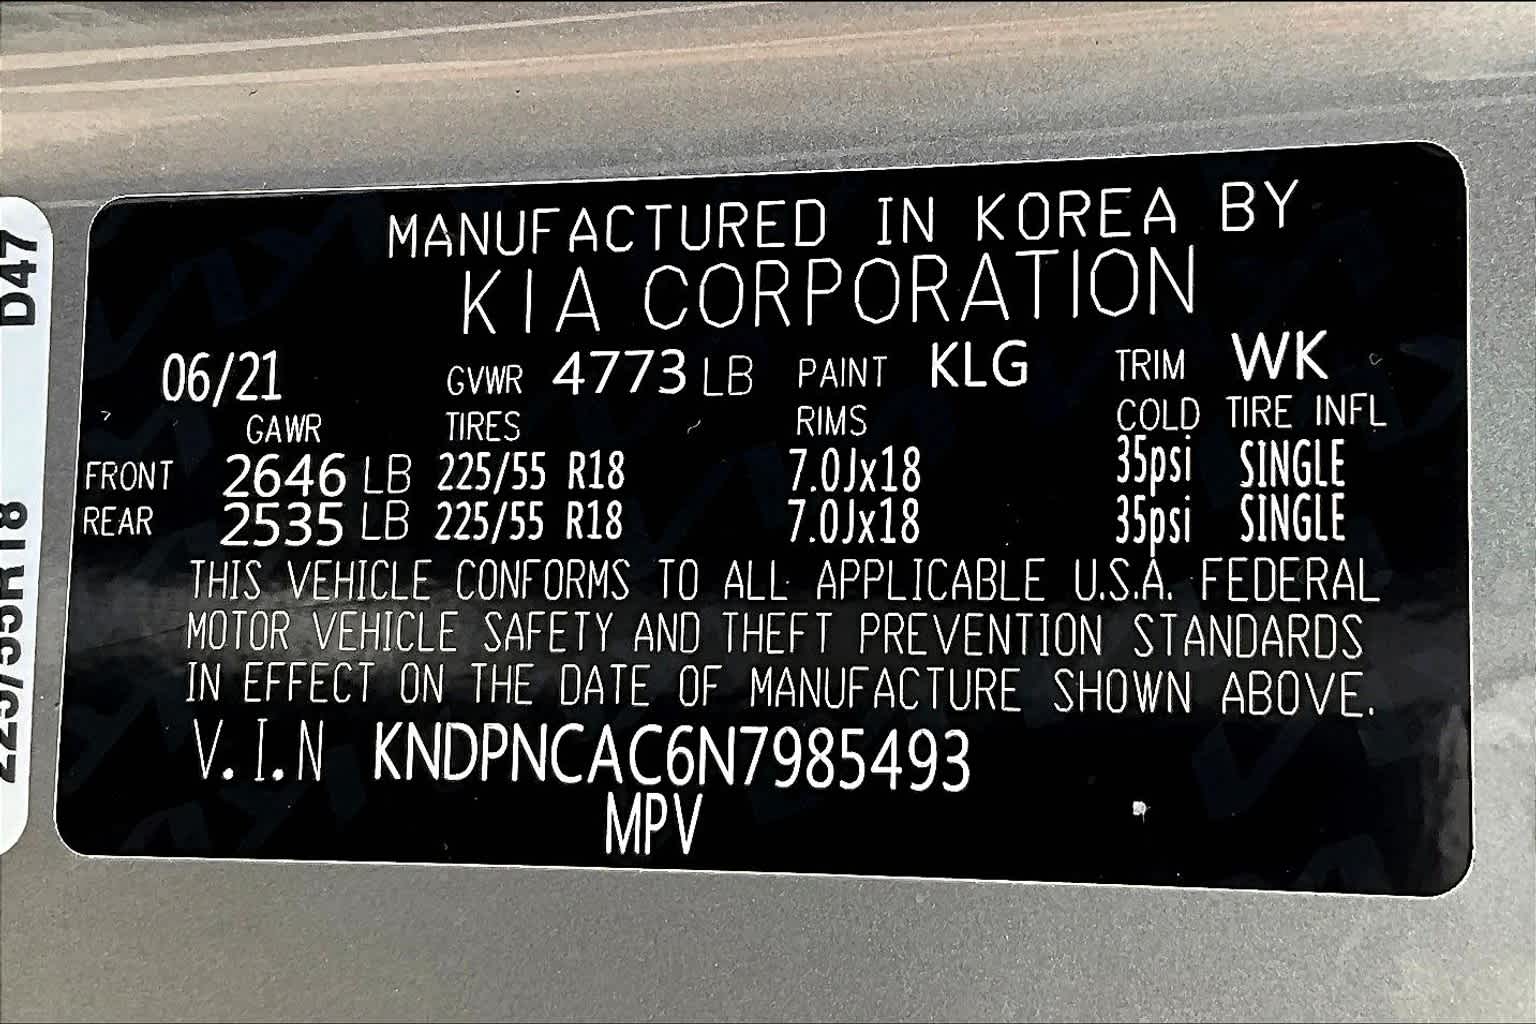 MANUFACTURED IN KOREA BY
KIA CORPORATION
06/21 GVWR 4773 LB PAINT KLG TRIM WK
GAWR TIRES RIMS COLD TIRE INFL
FRONT 2646 LB 225/55 R18 7.0Jx18 35psi SINGLE
REAR 2535 LB 225/55 R18 7.0Jx18 35psi SINGLE
THIS VEHICLE CONFORMS TO ALL APPLICABLE U.S.A. FEDERAL
MOTOR VEHICLE SAFETY AND THEFT PREVENTION STANDARDS
IN EFFECT ON THE DATE OF MANUFACTURE SHOWN ABOVE.
V.I.N KNDPNCAC6N7985493
MPV
225/55R18 D47